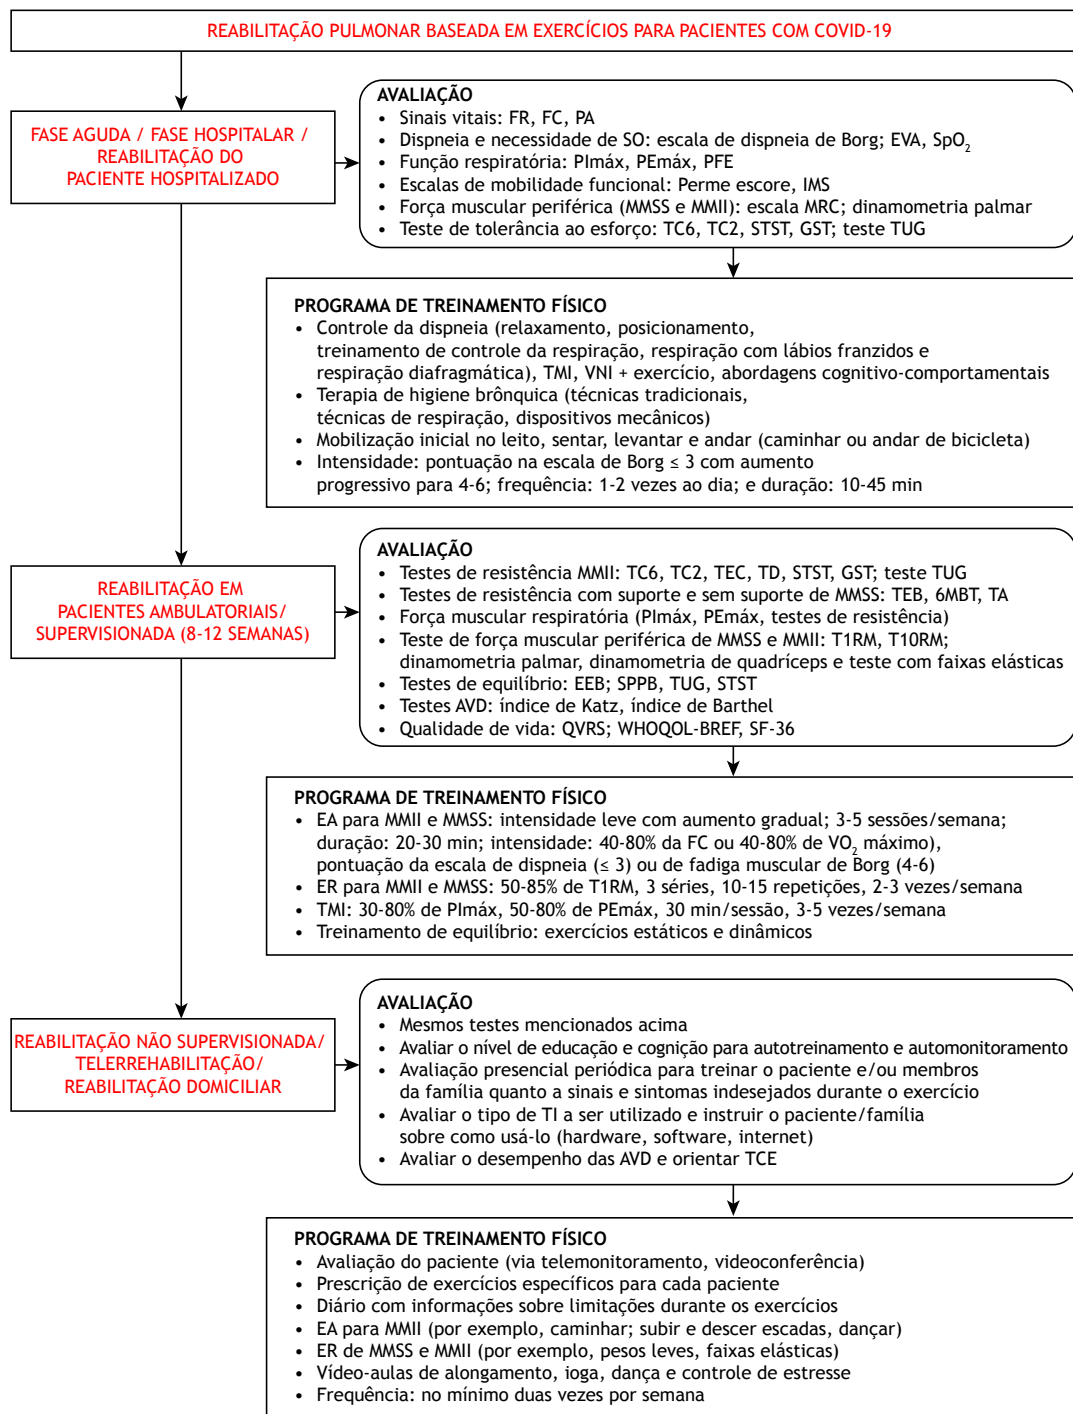 REABILITAÇÃO PULMONAR BASEADA EM EXERCÍCIOS PARA PACIENTES COM COVID-19
FASE AGUDA / FASE HOSPITALAR /
REABILITAÇÃO DO
PACIENTE HOSPITALIZADO
AVALIAÇÃO
• Sinais vitais: FR, FC, PA
• Dispneia e necessidade de SO: escala de dispneia de Borg; EVA, SpO₂
• Função respiratória: PImáx, PEmáx, PFE
• Escalas de mobilidade funcional: Perme escore, IMS
• Força muscular periférica (MMSS e MMII): escala MRC; dinamometria palmar
• Teste de tolerância ao esforço: TC6, TC2, STST, GST; teste TUG
PROGRAMA DE TREINAMENTO FÍSICO
• Controle da dispneia (relaxamento, posicionamento,
treinamento de controle da respiração, respiração com lábios franzidos e
respiração diafragmática), TMI, VNI + exercício, abordagens cognitivo-comportamentais
• Terapia de higiene brônquica (técnicas tradicionais,
técnicas de respiração, dispositivos mecânicos)
• Mobilização inicial no leito, sentar, levantar e andar (caminhar ou andar de bicicleta)
• Intensidade: pontuação na escala de Borg ≤ 3 com aumento
progressivo para 4-6; frequência: 1-2 vezes ao dia; e duração: 10-45 min
REABILITAÇÃO EM
PACIENTES AMBULATORIAIS/
SUPERVISIONADA (8-12 SEMANAS)
AVALIAÇÃO
• Testes de resistência MMII: TC6, TC2, TEC, TD, STST, GST; teste TUG
• Testes de resistência com suporte e sem suporte de MMSS: TEB, 6MBT, TA
• Força muscular respiratória (PImáx, PEmáx, testes de resistência)
• Teste de força muscular periférica de MMSS e MMII: T1RM, T10RM;
dinamometria palmar, dinamometria de quadríceps e teste com faixas elásticas
• Testes de equilíbrio: EEB; SPPB, TUG, STST
• Testes AVD: índice de Katz, índice de Barthel
• Qualidade de vida: QVRS; WHOQOL-BREF, SF-36
PROGRAMA DE TREINAMENTO FÍSICO
• EA para MMII e MMSS: intensidade leve com aumento gradual; 3-5 sessões/semana;
duração: 20-30 min; intensidade: 40-80% da FC ou 40-80% de VO₂ máximo),
pontuação da escala de dispneia (≤ 3) ou de fadiga muscular de Borg (4-6)
• ER para MMII e MMSS: 50-85% de T1RM, 3 séries, 10-15 repetições, 2-3 vezes/semana
• TMI: 30-80% de PImáx, 50-80% de PEmáx, 30 min/sessão, 3-5 vezes/semana
• Treinamento de equilíbrio: exercícios estáticos e dinâmicos
REABILITAÇÃO NÃO SUPERVISIONADA/
TELERREHABILITAÇÃO/
REABILITAÇÃO DOMICILIAR
AVALIAÇÃO
• Mesmos testes mencionados acima
• Avaliar o nível de educação e cognição para autotreinamento e automonitoramento
• Avaliação presencial periódica para treinar o paciente e/ou membros
da família quanto a sinais e sintomas indesejados durante o exercício
• Avaliar o tipo de TI a ser utilizado e instruir o paciente/família
sobre como usá-lo (hardware, software, internet)
• Avaliar o desempenho das AVD e orientar TCE
PROGRAMA DE TREINAMENTO FÍSICO
• Avaliação do paciente (via telemonitoramento, videoconferência)
• Prescrição de exercícios específicos para cada paciente
• Diário com informações sobre limitações durante os exercícios
• EA para MMII (por exemplo, caminhar; subir e descer escadas, dançar)
• ER de MMSS e MMII (por exemplo, pesos leves, faixas elásticas)
• Vídeo-aulas de alongamento, ioga, dança e controle de estresse
• Frequência: no mínimo duas vezes por semana